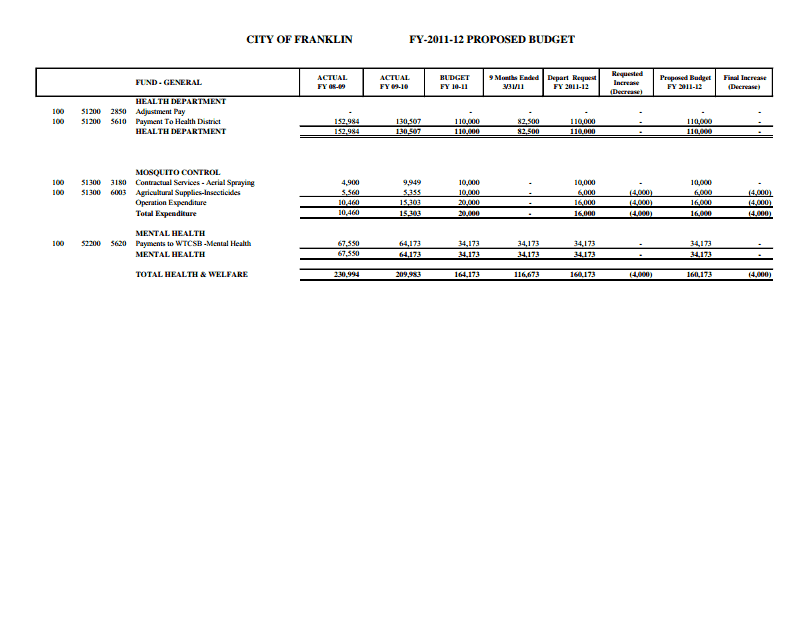 CITY OF FRANKLIN FY-2011-12 PROPOSED BUDGET
FUND - GENERAL ACTUAL FY 08-09 ACTUAL FY 09-10 BUDGET FY 10-11 9 Months Ended 3/31/11 Depart Request FY 2011-12 Requested Increase (Decrease) Proposed Budget FY 2011-12 Final Increase (Decrease)
HEALTH DEPARTMENT
100 51200 2850 Adjustment Pay - - - - - - -
100 51200 5610 Payment To Health District 152,984 130,507 110,000 82,500 110,000 - 110,000 -
HEALTH DEPARTMENT 152,984 130,507 110,000 82,500 110,000 - 110,000 -
MOSQUITO CONTROL
100 51300 3180 Contractual Services - Aerial Spraying 4,900 9,949 10,000 - 10,000 - 10,000 -
100 51300 6003 Agricultural Supplies-Insecticides 5,560 5,355 10,000 - 6,000 (4,000) 6,000 (4,000)
Operation Expenditure 10,460 15,303 20,000 - 16,000 (4,000) 16,000 (4,000)
Total Expenditure 10,460 15,303 20,000 - 16,000 (4,000) 16,000 (4,000)
MENTAL HEALTH
100 52200 5620 Payments to WTCSB -Mental Health 67,550 64,173 34,173 34,173 34,173 - 34,173 -
MENTAL HEALTH 67,550 64,173 34,173 34,173 34,173 - 34,173 -
TOTAL HEALTH & WELFARE 230,994 209,983 164,173 116,673 160,173 (4,000) 160,173 (4,000)